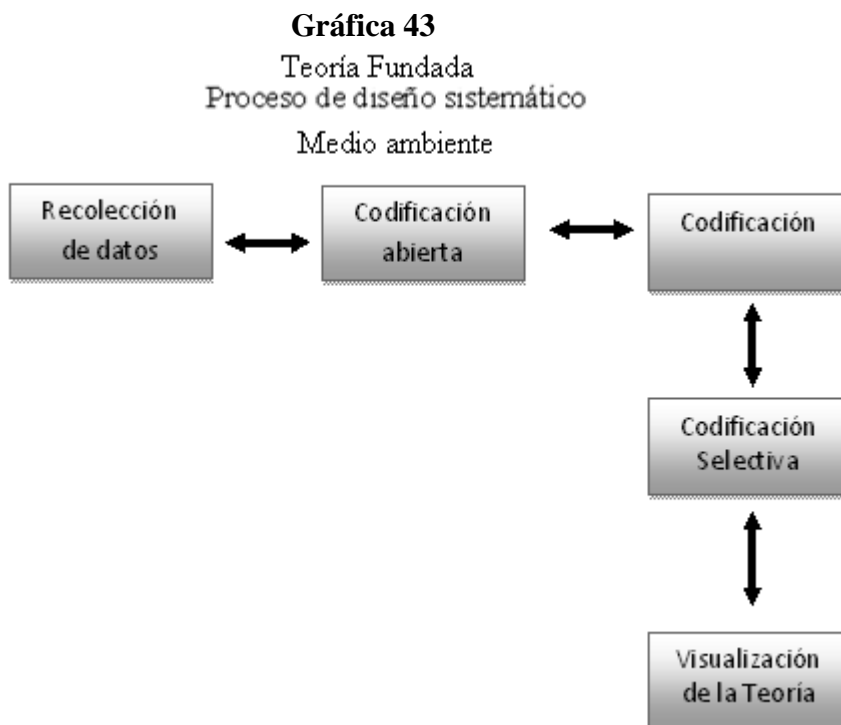 Gráfica 43
Teoría Fundada
Proceso de diseño sistemático
Medio ambiente
Recolección
de datos
Codificación
abierta
Codificación
Codificación
Selectiva
Visualización
de la Teoría